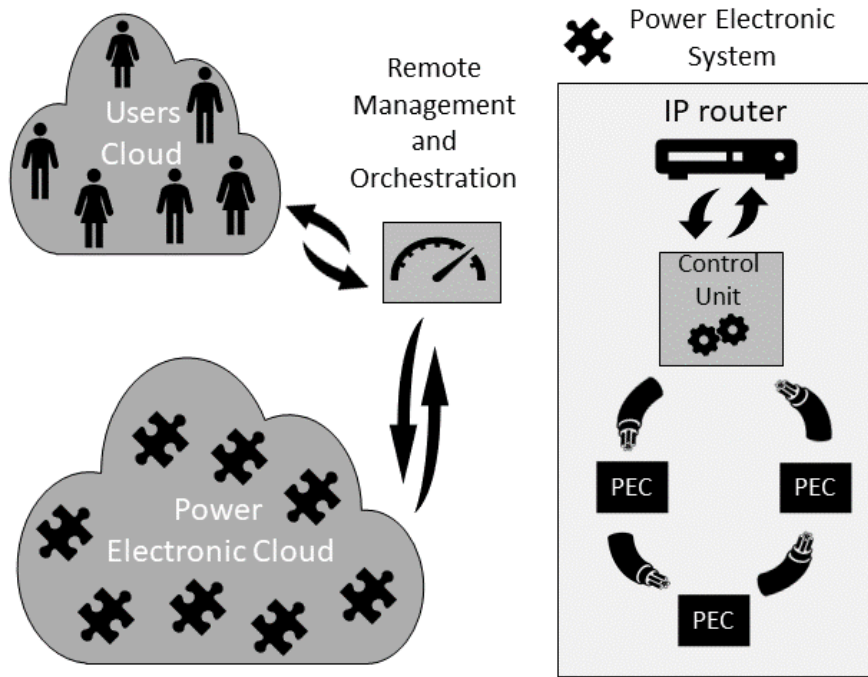 Users
Cloud
Remote
Management
and
Orchestration
Power
Electronic Cloud
Power Electronic
System
IP router
Control
Unit
PEC
PEC
PEC